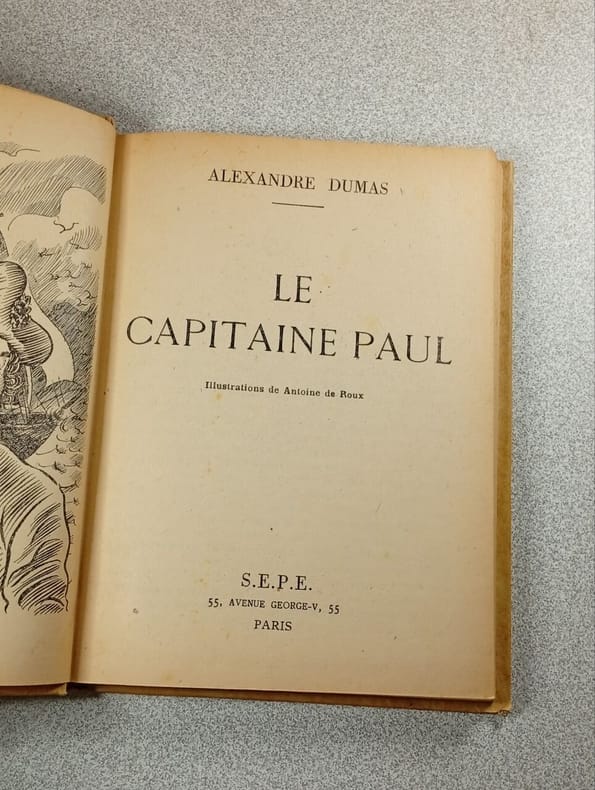 ALEXANDRE DUMAS
LE
CAPITAINE PAUL
Illustrations de Antoine de Roux
S.E.P.E.
55, AVENUE GEORGE-V, 55
PARIS